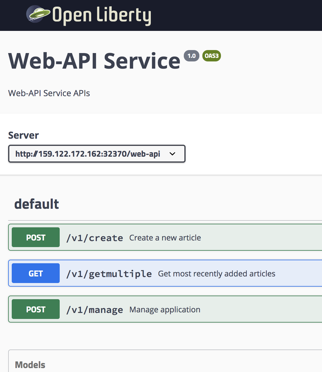 Open Liberty
Web-API Service 1.0 OAS3
Web-API Service APIs
Server
http://159.122.172.162:32370/web-api
default
POST /v1/create Create a new article
GET /v1/getmultiple Get most recently added articles
POST /v1/manage Manage application
Models